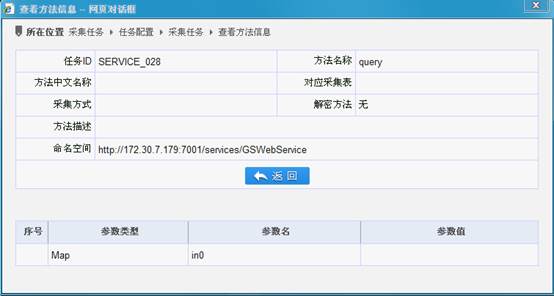 查看方法信息 -- 网页对话框
所在位置 采集任务 任务配置 采集任务 查看方法信息
任务ID SERVICE_028 方法名称 query
方法中文名称 对应采集表
采集方式 解密方法 无
方法描述
命名空间 http://172.30.7.179:7001/services/GSWebService
返 回
序号 参数类型 参数名 参数值
Map in0